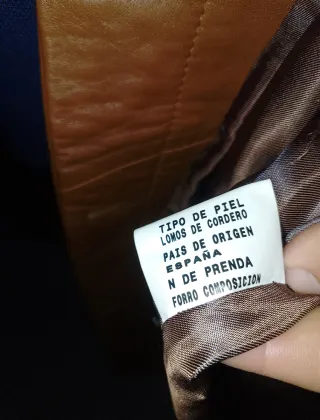 TIPO DE PIEL
LOMOS DE CORDERO
PAIS DE ORIGEN
ESPAÑA
N DE PRENDA
FORRO COMPOSICION